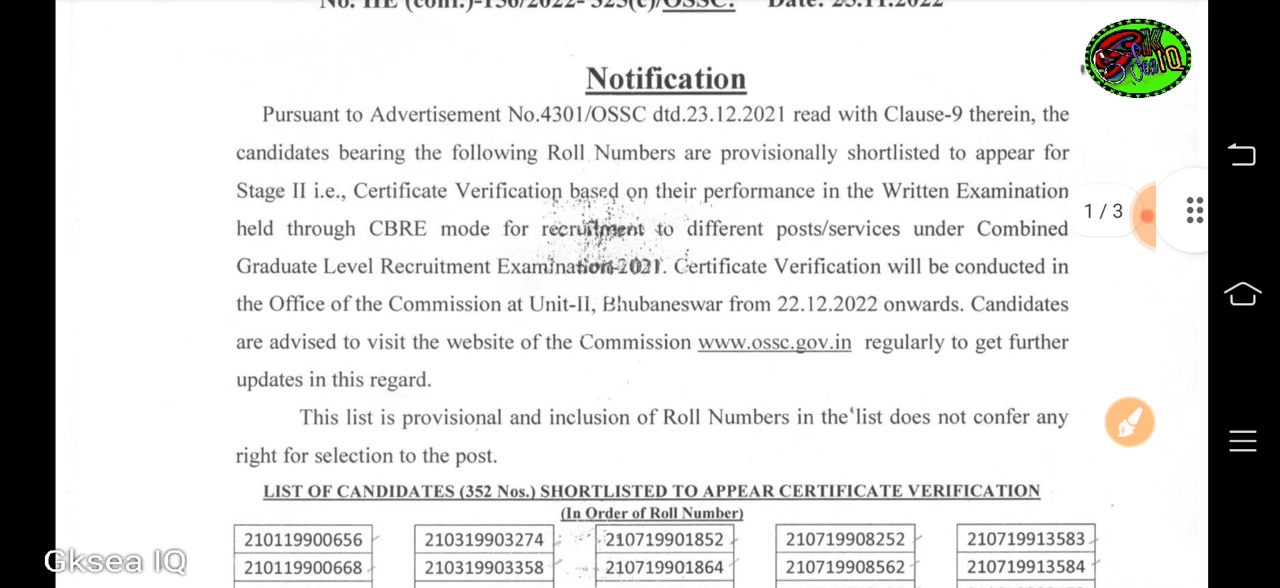 Notification
Pursuant to Advertisement No.4301/OSSC dtd.23.12.2021 read with Clause-9 therein, the
candidates bearing the following Roll Numbers are provisionally shortlisted to appear for
Stage II i.e., Certificate Verification based on their performance in the Written Examination
held through CBRE mode for recruitment to different posts/services under Combined
Graduate Level Recruitment Examination-2021. Certificate Verification will be conducted in
the Office of the Commission at Unit-II, Bhubaneswar from 22.12.2022 onwards. Candidates
are advised to visit the website of the Commission www.ossc.gov.in regularly to get further
updates in this regard.
This list is provisional and inclusion of Roll Numbers in the list does not confer any
right for selection to the post.
LIST OF CANDIDATES (352 Nos.) SHORTLISTED TO APPEAR CERTIFICATE VERIFICATION
(In Order of Roll Number)
210119900656 210319903274 210719901852 210719908252 210719913583
210119900668 210319903358 210719901864 210719908562 210719913584
1 / 3
Gksea IQ